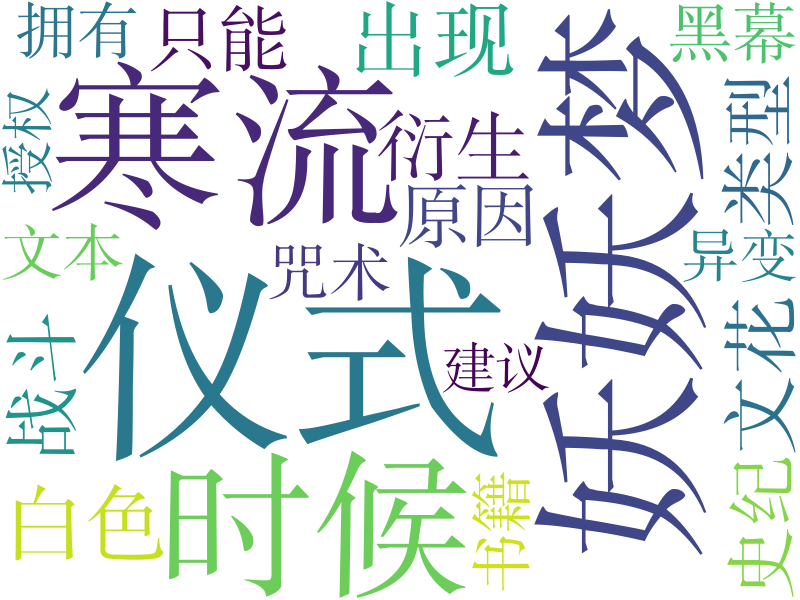 拥有
只能
出现
黑幕
授权
寒流
衍生
妖妖梦
类型
原因
文本
咒术
异变
仪式
战斗
建议
文花
白色
时候
书籍
史纪